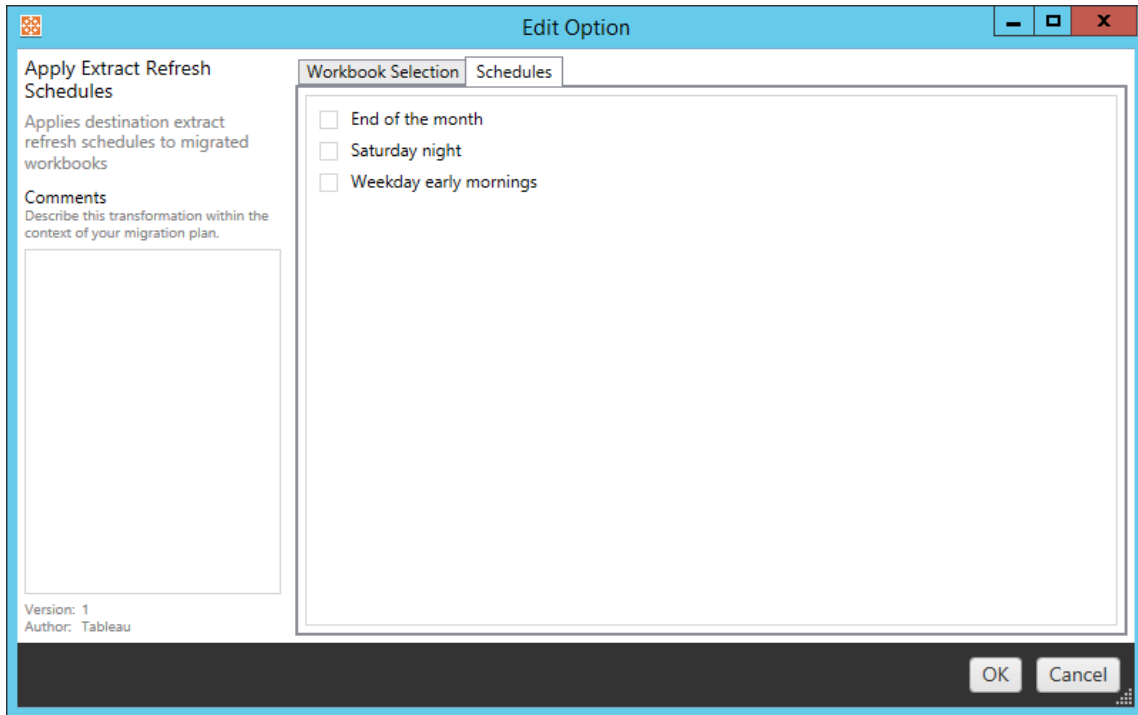 Edit Option
X
Apply Extract Refresh
Schedules
Applies destination extract
refresh schedules to migrated
workbooks
Comments
Describe this transformation within the
context of your migration plan.
Version: 1
Author: Tableau
Workbook Selection
Schedules
End of the month
Saturday night
Weekday early mornings
OK
Cancel